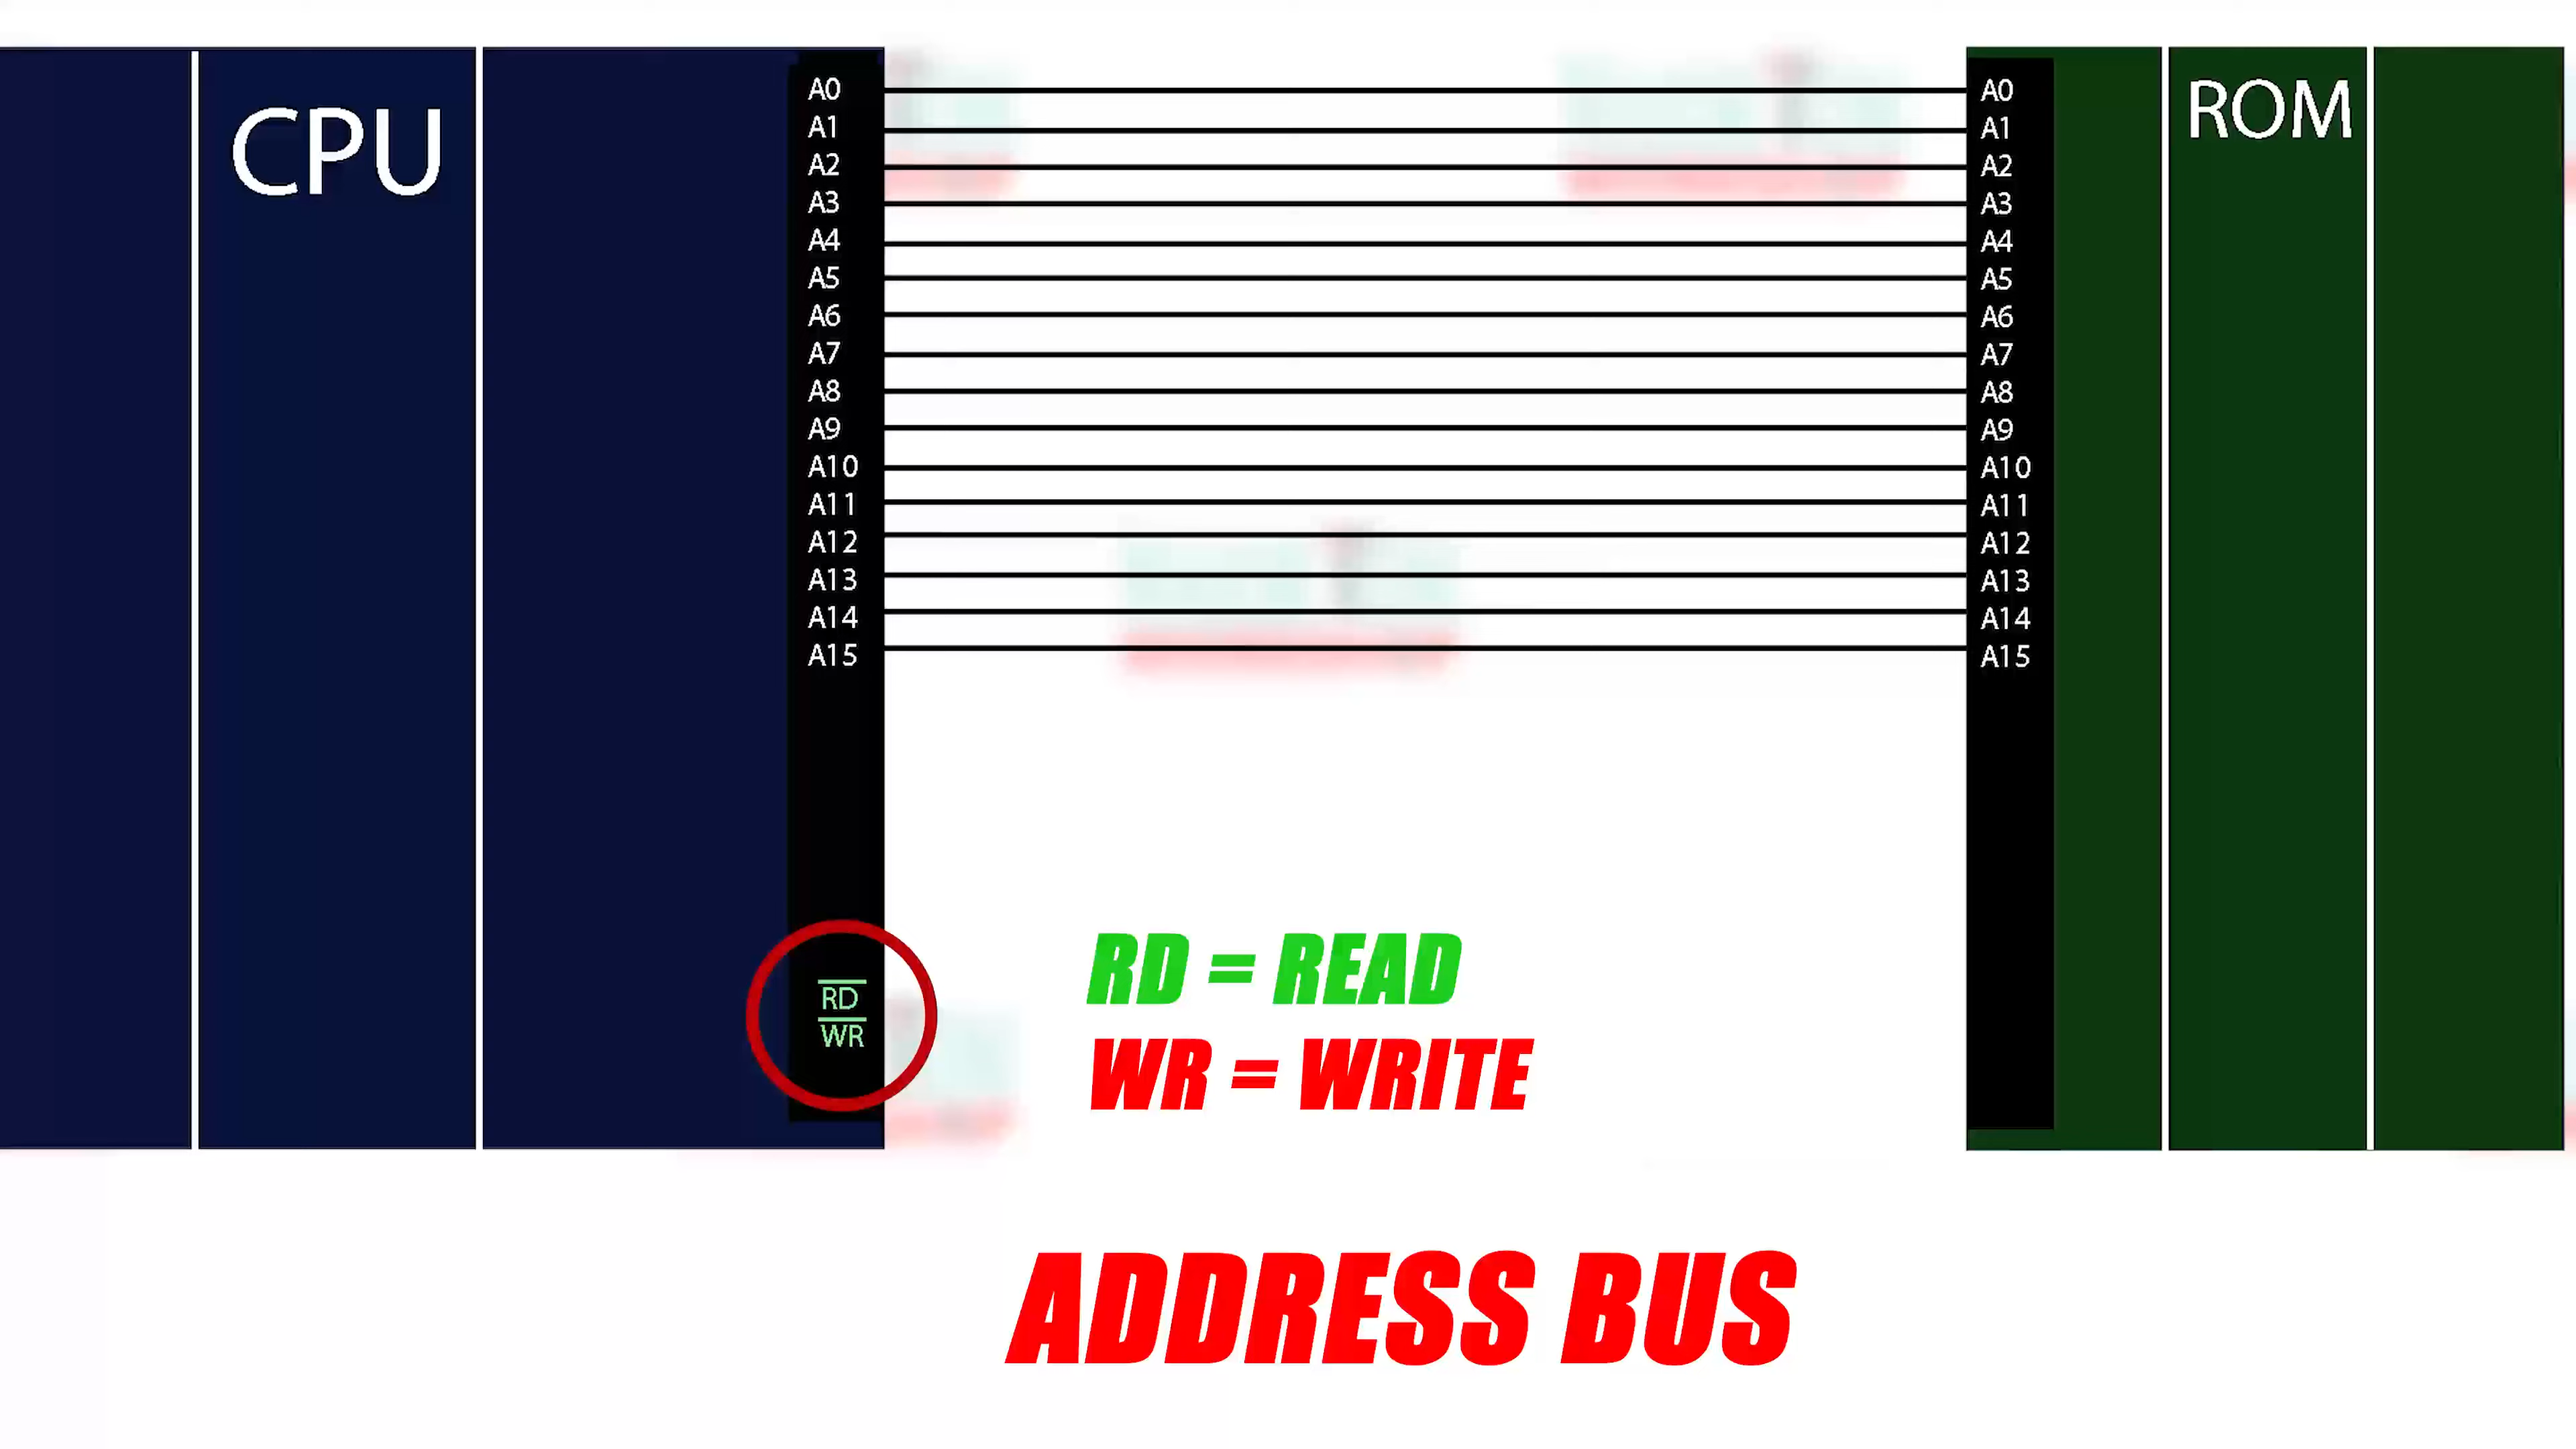 CPU
A0
A1
A2
A3
A4
A5
A6
A7
A8
A9
A10
A11
A12
A13
A14
A15
RD
WR
A0
A1
A2
A3
A4
A5
A6
A7
A8
A9
A10
A11
A12
A13
A14
A15
ROM
RD = READ
WR = WRITE
ADDRESS BUS